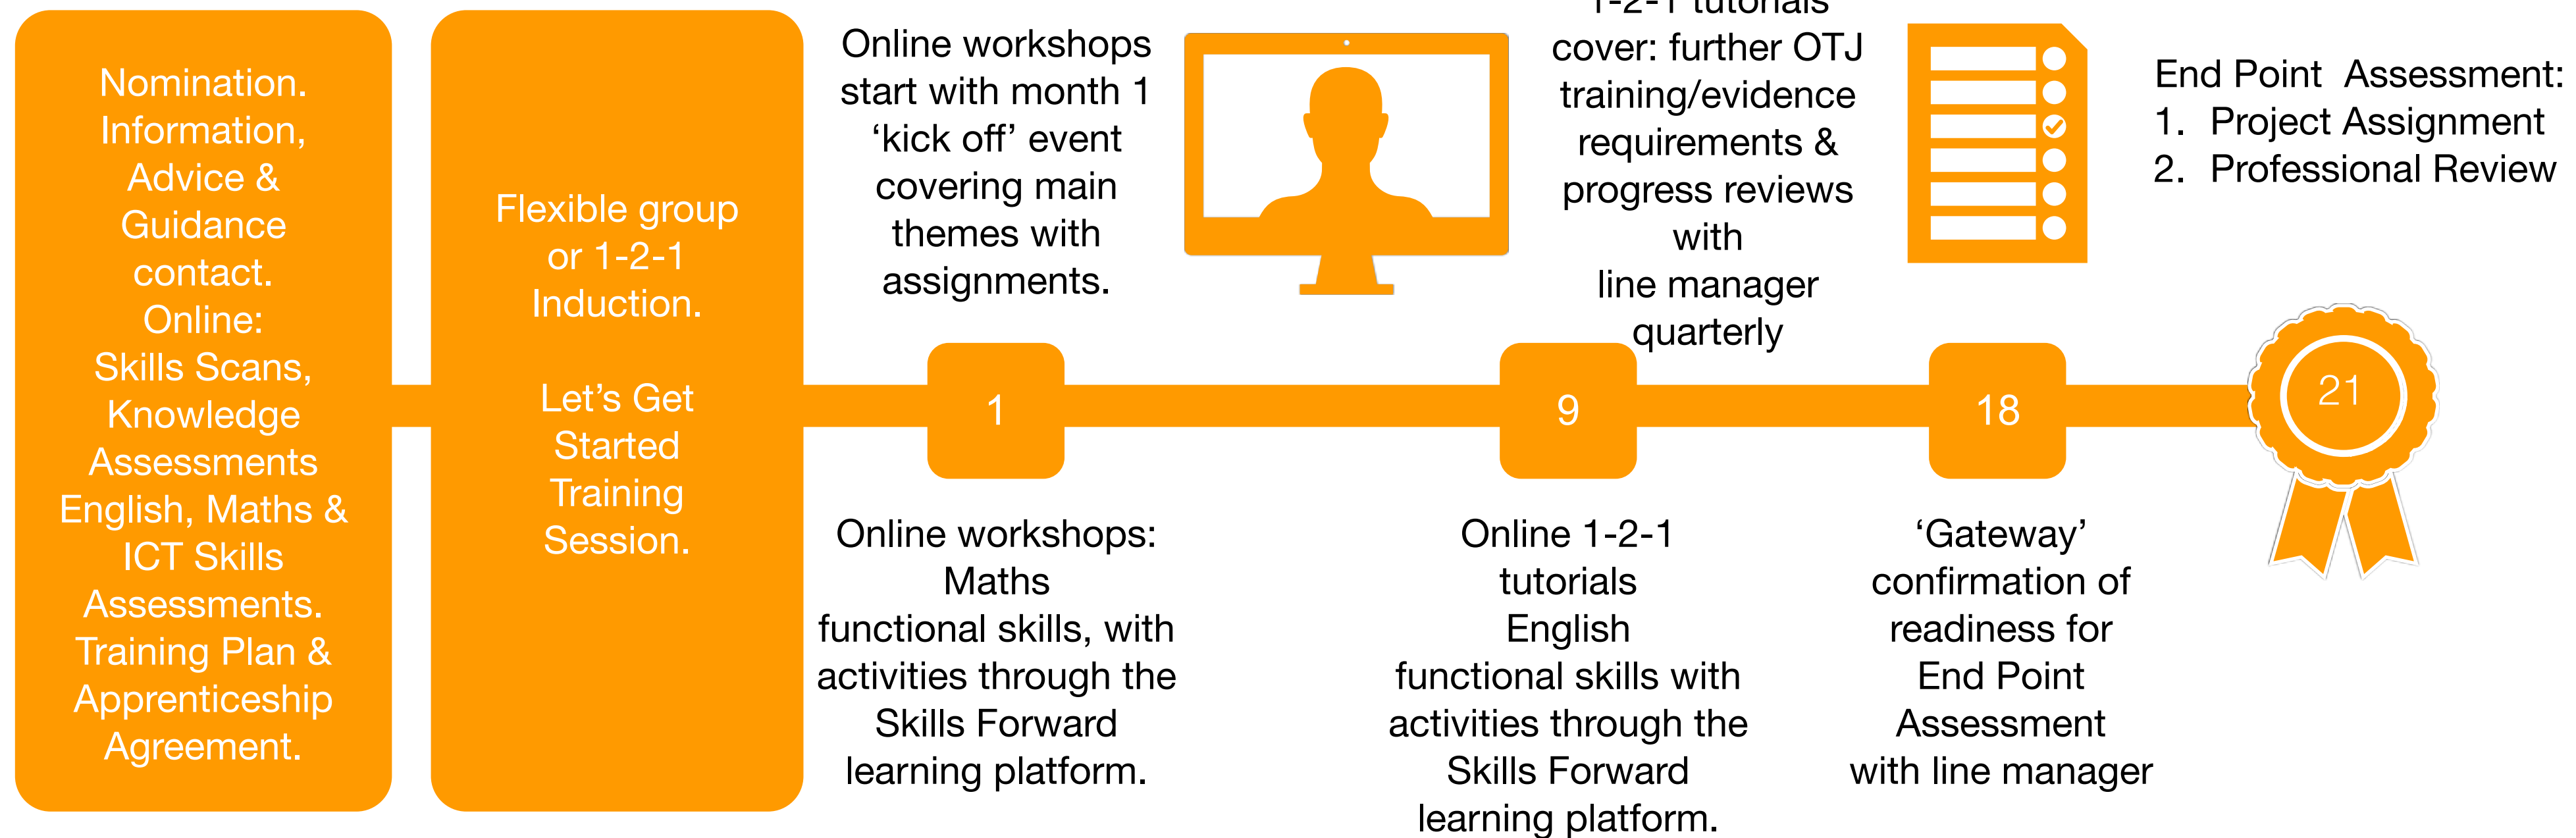 Nomination.
Information,
Advice &
Guidance
contact.
Online:
Skills Scans,
Knowledge
Assessments
English, Maths &
ICT Skills
Assessments.
Training Plan &
Apprenticeship
Agreement.
Flexible group
or 1-2-1
Induction.
Let’s Get
Started
Training
Session.
Online workshops
start with month 1
‘kick off’ event
covering main
themes with
assignments.
1-2-1 tutorials
cover: further OTJ
training/evidence
requirements &
progress reviews
with
line manager
quarterly
End Point Assessment:
1. Project Assignment
2. Professional Review
1
9
18
21
Online workshops:
Maths
functional skills, with
activities through the
Skills Forward
learning platform.
Online 1-2-1
tutorials
English
functional skills with
activities through the
Skills Forward
learning platform.
‘Gateway’
confirmation of
readiness for
End Point
Assessment
with line manager